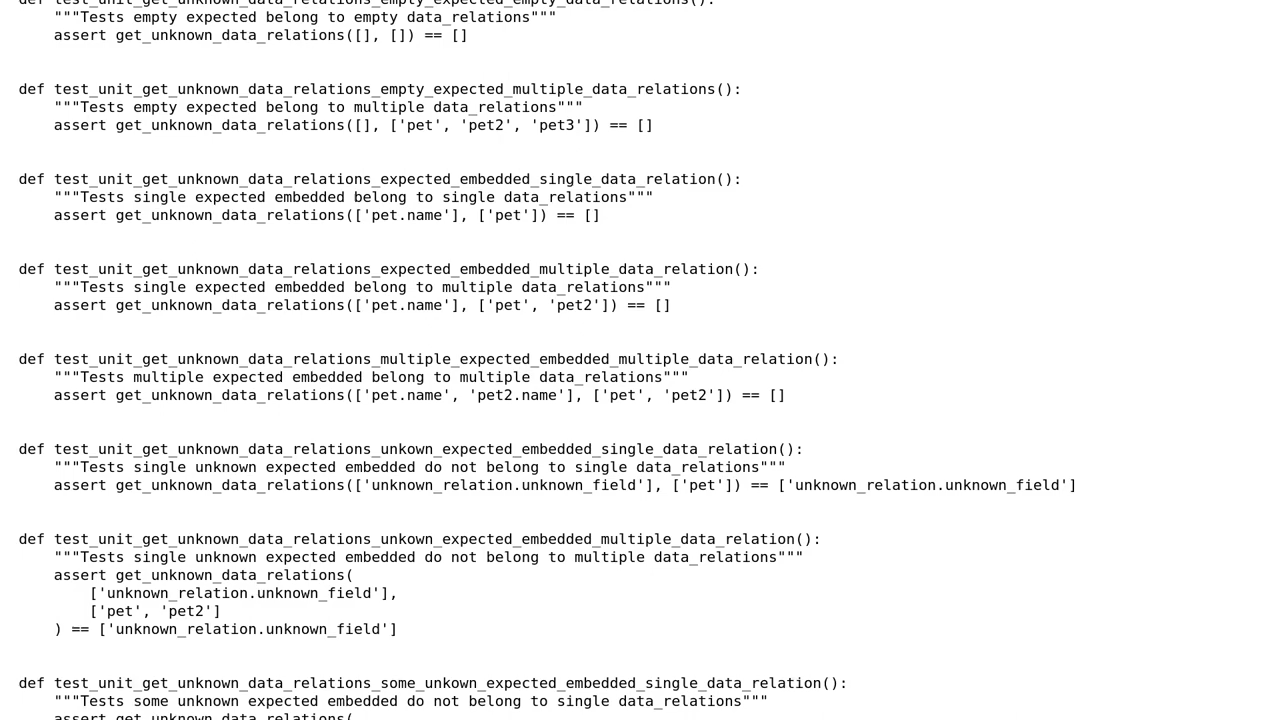 def test_unit_get_unknown_data_relations_empty_expected_empty_data_relations():
    """Tests empty expected belong to empty data_relations"""
    assert get_unknown_data_relations([], []) == []
def test_unit_get_unknown_data_relations_empty_expected_multiple_data_relations():
    """Tests empty expected belong to multiple data_relations"""
    assert get_unknown_data_relations([], ['pet', 'pet2', 'pet3']) == []
def test_unit_get_unknown_data_relations_expected_embedded_single_data_relation():
    """Tests single expected embedded belong to single data_relations"""
    assert get_unknown_data_relations(['pet.name'], ['pet']) == []
def test_unit_get_unknown_data_relations_expected_embedded_multiple_data_relation():
    """Tests single expected embedded belong to multiple data_relations"""
    assert get_unknown_data_relations(['pet.name'], ['pet', 'pet2']) == []
def test_unit_get_unknown_data_relations_multiple_expected_embedded_multiple_data_relation():
    """Tests multiple expected embedded belong to multiple data_relations"""
    assert get_unknown_data_relations(['pet.name', 'pet2.name'], ['pet', 'pet2']) == []
def test_unit_get_unknown_data_relations_unkown_expected_embedded_single_data_relation():
    """Tests single unknown expected embedded do not belong to single data_relations"""
    assert get_unknown_data_relations(['unknown_relation.unknown_field'], ['pet']) == ['unknown_relation.unknown_field']
def test_unit_get_unknown_data_relations_unkown_expected_embedded_multiple_data_relation():
    """Tests single unknown expected embedded do not belong to multiple data_relations"""
    assert get_unknown_data_relations(
        ['unknown_relation.unknown_field'],
        ['pet', 'pet2']
    ) == ['unknown_relation.unknown_field']
def test_unit_get_unknown_data_relations_some_unkown_expected_embedded_single_data_relation():
    """Tests some unknown expected embedded do not belong to single data_relations"""
    assert get_unknown_data_relations(